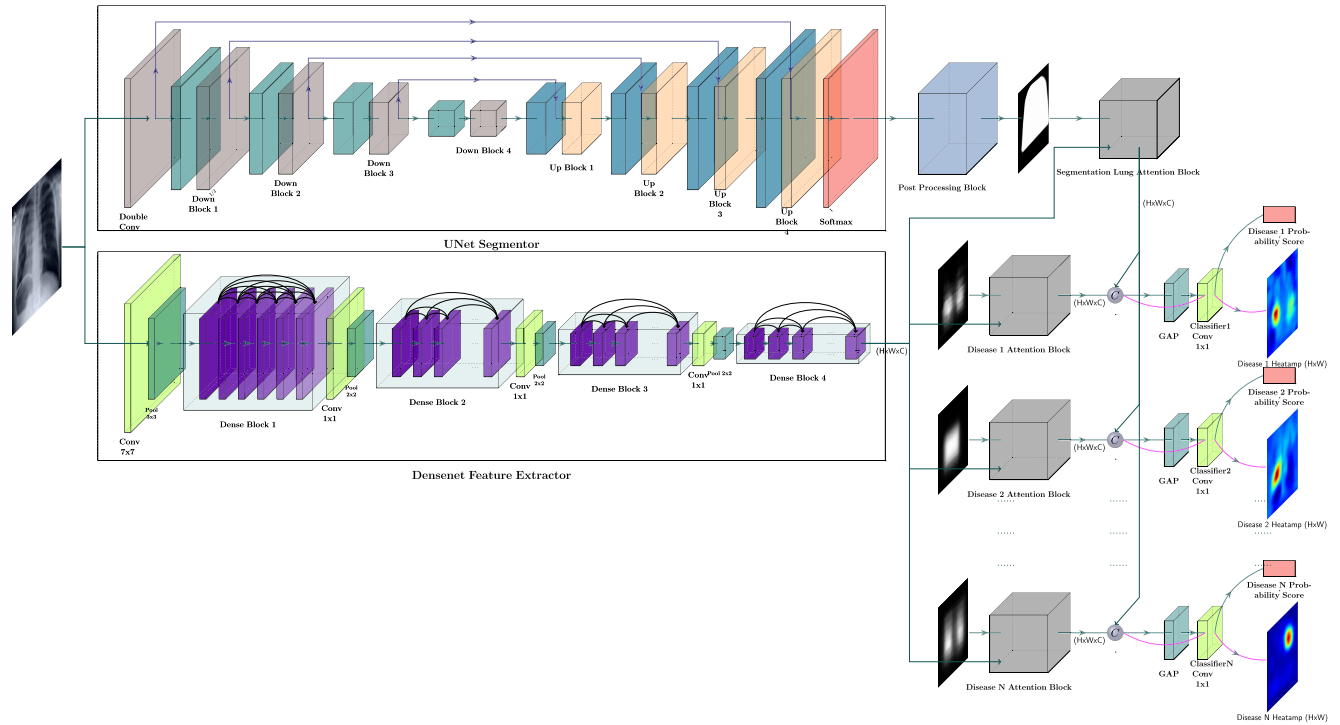 Double
Conv
1/2
Down
Block 1
Down
Block 2
Down
Block 3
Down Block 4
Up Block 1
Up
Block 2
Up
Block
3
Up
Block
4
Softmax
UNet Segmentor
Post Processing Block
Segmentation Lung Attention Block
(HxWxC)
Conv
7x7
Pool
3x3
Dense Block 1
Conv
1x1
Pool
2x2
Dense Block 2
Conv
1x1
Pool
2x2
Dense Block 3
Conv
1x1
Pool 2x2
Dense Block 4
(HxWxC)
Densenet Feature Extractor
Disease 1 Attention Block
(HxWxC)
C
GAP
Classifier1
Conv
1x1
Disease 1 Prob-
ability Score
Disease 1 Heatamp (HxW)
Disease 2 Attention Block
(HxWxC)
C
GAP
Classifier2
Conv
1x1
Disease 2 Prob-
ability Score
Disease 2 Heatamp (HxW)
......
......
......
......
......
......
......
......
......
Disease N Attention Block
(HxWxC)
C
GAP
ClassifierN
Conv
1x1
Disease N Prob-
ability Score
Disease N Heatamp (HxW)